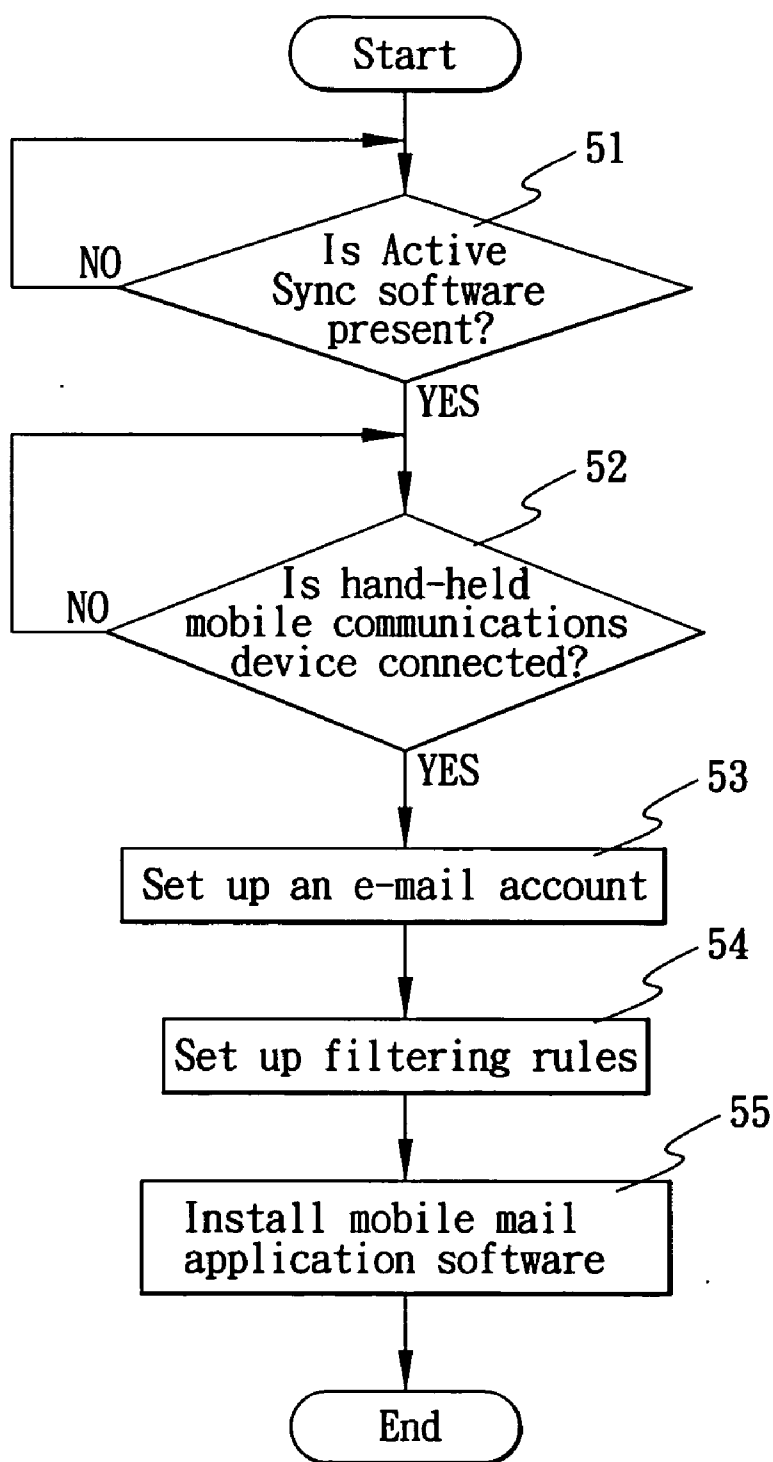 Start
51
Is Active
Sync software
present?
NO
YES
52
Is hand-held
mobile communications
device connected?
NO
YES
53
Set up an e-mail account
54
Set up filtering rules
55
Install mobile mail
application software
End